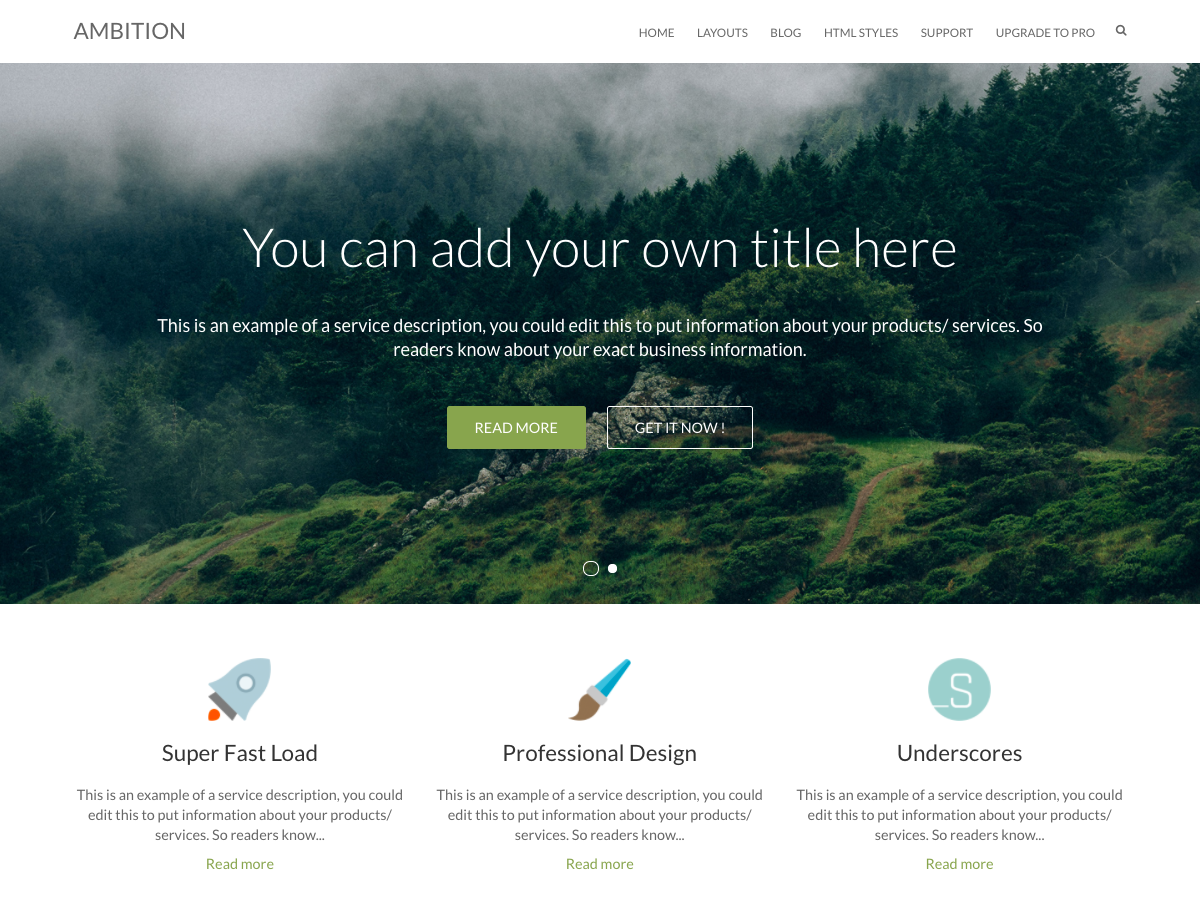 AMBITION
HOME LAYOUTS BLOG HTML STYLES SUPPORT UPGRADE TO PRO
You can add your own title here
This is an example of a service description, you could edit this to put information about your products/ services. So
readers know about your exact business information.
READ MORE GET IT NOW !
_S
Super Fast Load Professional Design Underscores
This is an example of a service description, you could
edit this to put information about your products/
services. So readers know...
Read more
This is an example of a service description, you could
edit this to put information about your products/
services. So readers know...
Read more
This is an example of a service description, you could
edit this to put information about your products/
services. So readers know...
Read more